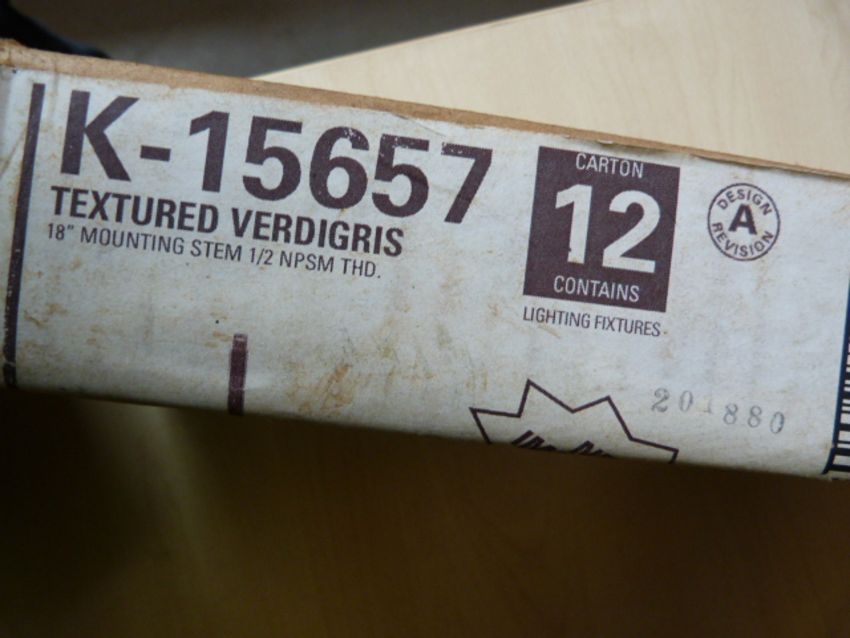 K-15657
TEXTURED VERDIGRIS
18" MOUNTING STEM 1/2 NPSM THD.
CARTON
12
CONTAINS
LIGHTING FIXTURES
DESIGN
A
REVISION
201880